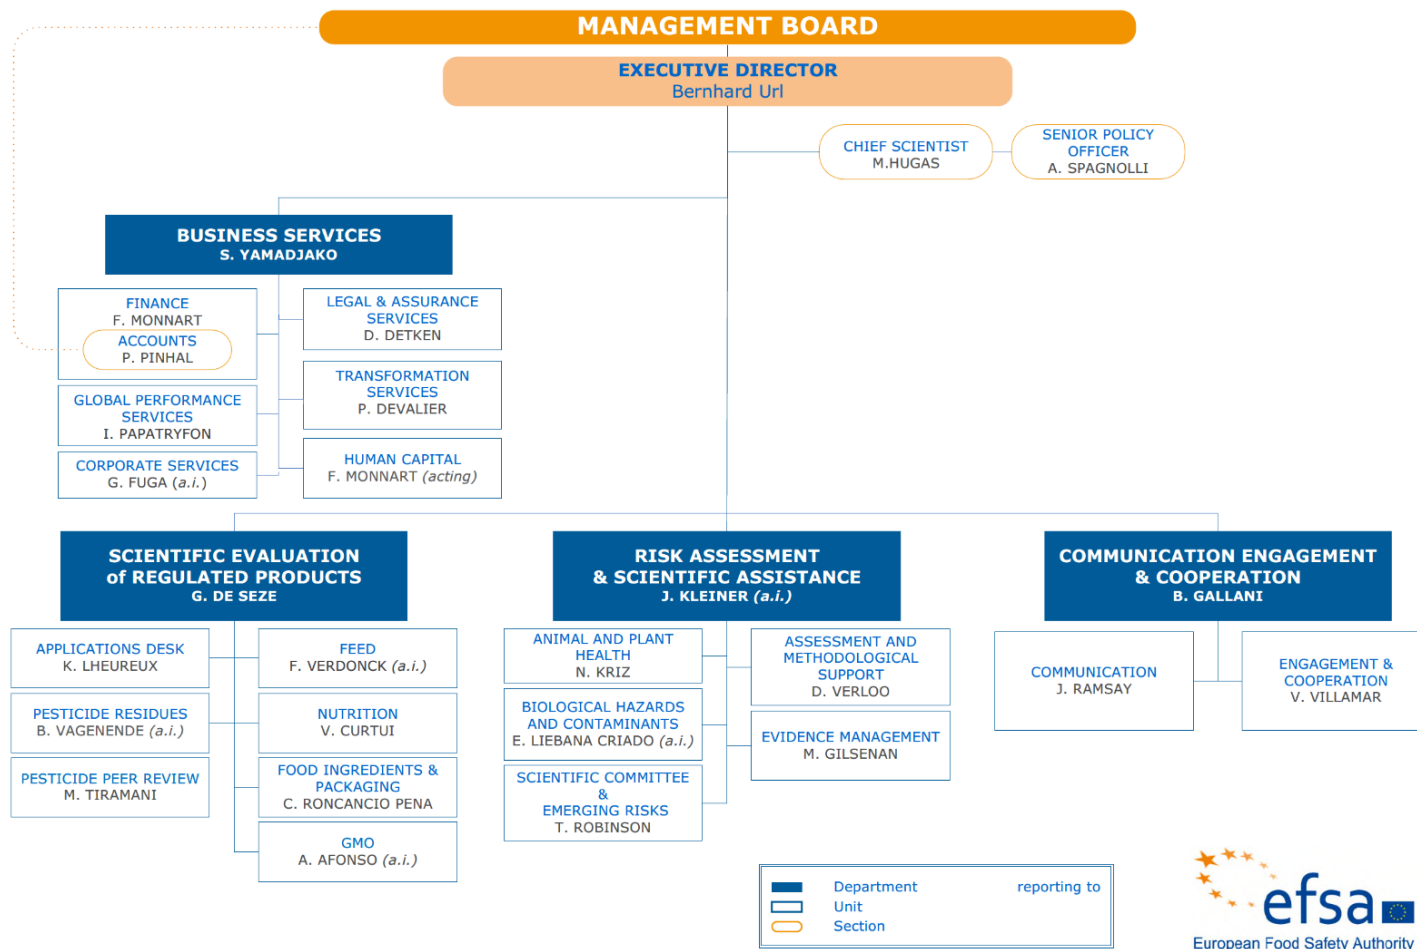 MANAGEMENT BOARD
EXECUTIVE DIRECTOR
Bernhard Url
CHIEF SCIENTIST
M.HUGAS
SENIOR POLICY
OFFICER
A. SPAGNOLLI
BUSINESS SERVICES
S. YAMADJAKO
FINANCE
F. MONNART
ACCOUNTS
P. PINHAL
LEGAL & ASSURANCE
SERVICES
D. DETKEN
GLOBAL PERFORMANCE
SERVICES
I. PAPATRYFON
TRANSFORMATION
SERVICES
P. DEVALIER
CORPORATE SERVICES
G. FUGA (a.i.)
HUMAN CAPITAL
F. MONNART (acting)
SCIENTIFIC EVALUATION
of REGULATED PRODUCTS
G. DE SEZE
APPLICATIONS DESK
K. LHEUREUX
FEED
F. VERDONCK (a.i.)
PESTICIDE RESIDUES
B. VAGENENDE (a.i.)
NUTRITION
V. CURTUI
PESTICIDE PEER REVIEW
M. TIRAMANI
FOOD INGREDIENTS &
PACKAGING
C. RONCANCIO PENA
GMO
A. AFONSO (a.i.)
RISK ASSESSMENT
& SCIENTIFIC ASSISTANCE
J. KLEINER (a.i.)
ANIMAL AND PLANT
HEALTH
N. KRIZ
ASSESSMENT AND
METHODOLOGICAL
SUPPORT
D. VERLOO
BIOLOGICAL HAZARDS
AND CONTAMINANTS
E. LIEBANA CRIADO (a.i.)
EVIDENCE MANAGEMENT
M. GILSENAN
SCIENTIFIC COMMITTEE
&
EMERGING RISKS
T. ROBINSON
COMMUNICATION ENGAGEMENT
& COOPERATION
B. GALLANI
COMMUNICATION
J. RAMSAY
ENGAGEMENT &
COOPERATION
V. VILLAMAR
Department reporting to
Unit
Section
efsa
European Food Safety Authority